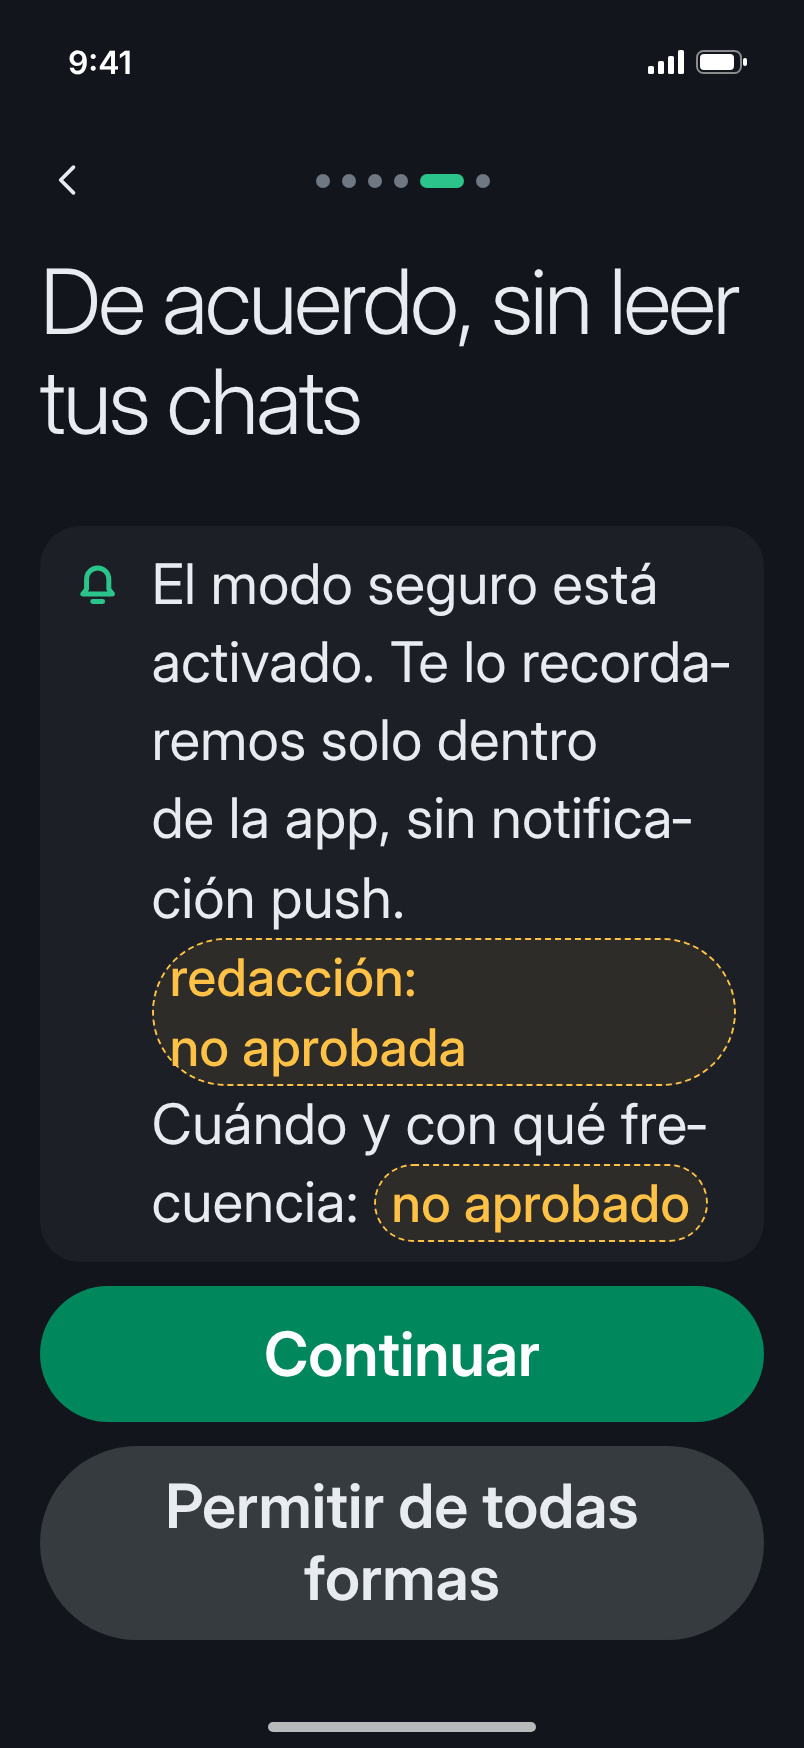 9:41
De acuerdo, sin leer
tus chats
El modo seguro está
activado. Te lo recorda-
remos solo dentro
de la app, sin notifica-
ción push.
redacción:
no aprobada
Cuándo y con qué fre-
cuencia: no aprobado
Continuar
Permitir de todas
formas